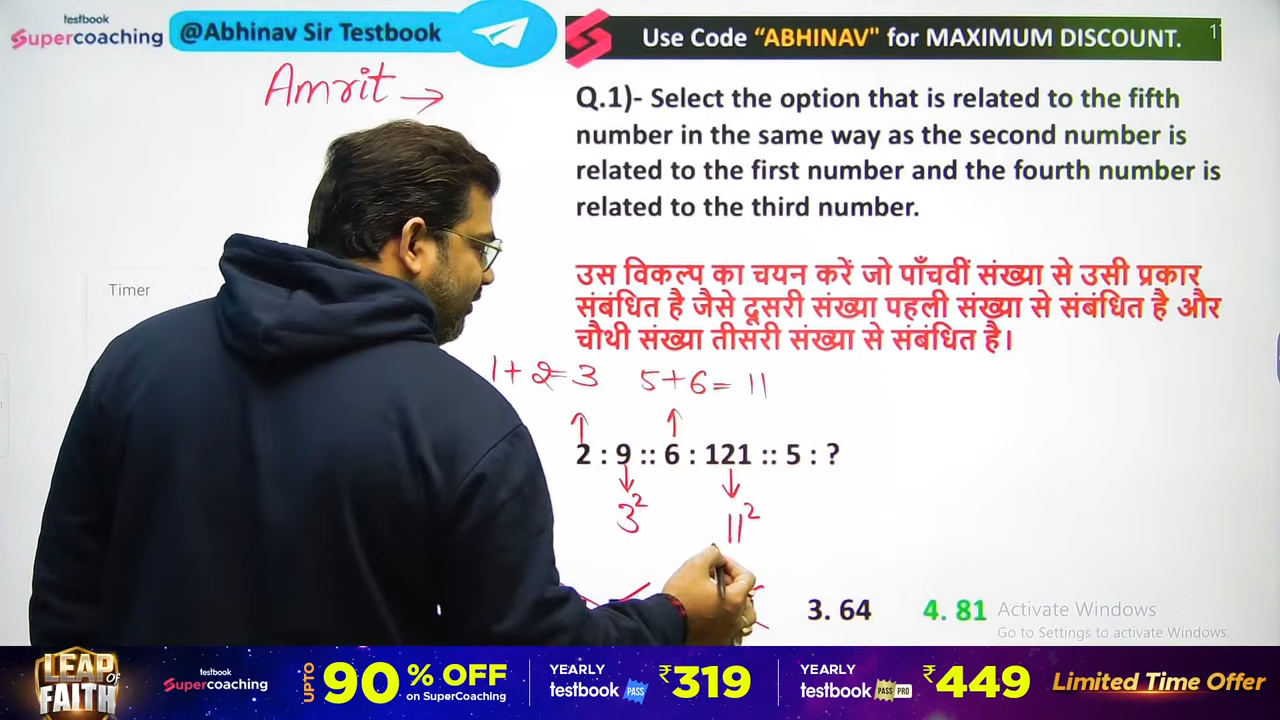 testbook
Supercoaching
@Abhinav Sir Testbook
Use Code “ABHINAV" for MAXIMUM DISCOUNT.
Amrit →
Q.1)- Select the option that is related to the fifth
number in the same way as the second number is
related to the first number and the fourth number is
related to the third number.
Timer
उस विकल्प का चयन करें जो पाँचवीं संख्या से उसी प्रकार
संबंधित है जैसे दूसरी संख्या पहली संख्या से संबंधित है और
चौथी संख्या तीसरी संख्या से संबंधित है।
1+2=3 5+6=11
2 : 9 :: 6 : 121 :: 5 : ?
3² 11²
3. 64 4. 81
Activate Windows
Go to Settings to activate Windows.
LEAP OF FAITH
testbook
Supercoaching
UPTO 90% OFF
on SuperCoaching
YEARLY
testbook PASS
₹319
YEARLY
testbook PASS PRO
₹449
Limited Time Offer